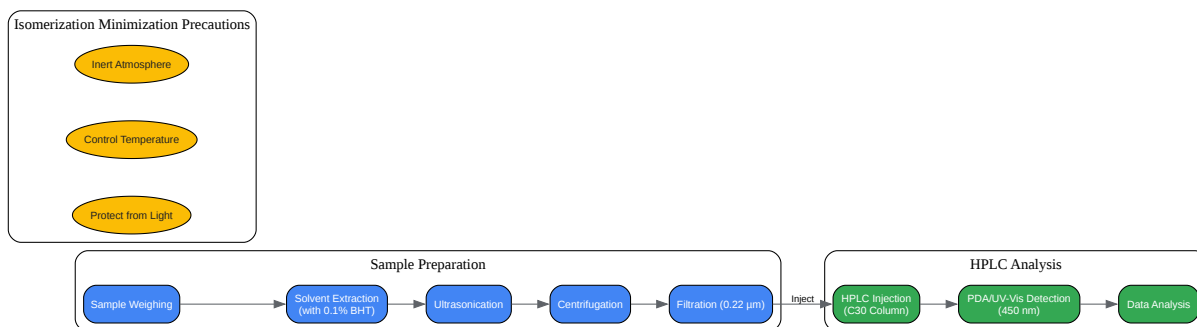 Isomerization Minimization Precautions
Inert Atmosphere
Control Temperature
Protect from Light
Sample Preparation
Sample Weighing
Solvent Extraction
(with 0.1% BHT)
Ultrasonication
Centrifugation
Filtration (0.22 µm)
Inject
HPLC Analysis
HPLC Injection
(C30 Column)
PDA/UV-Vis Detection
(450 nm)
Data Analysis